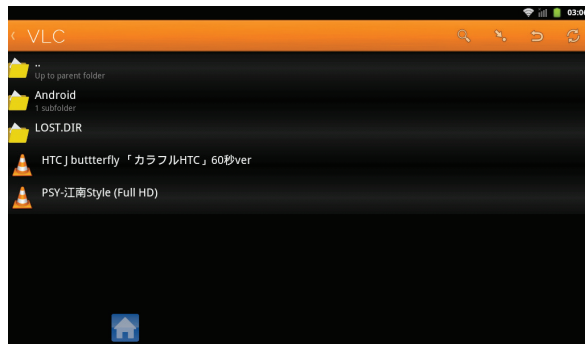 03:06
VLC
..
Up to parent folder
Android
1 subfolder
LOST.DIR
HTC J buttterfly 「カラフルHTC」60秒ver
PSY-江南Style (Full HD)